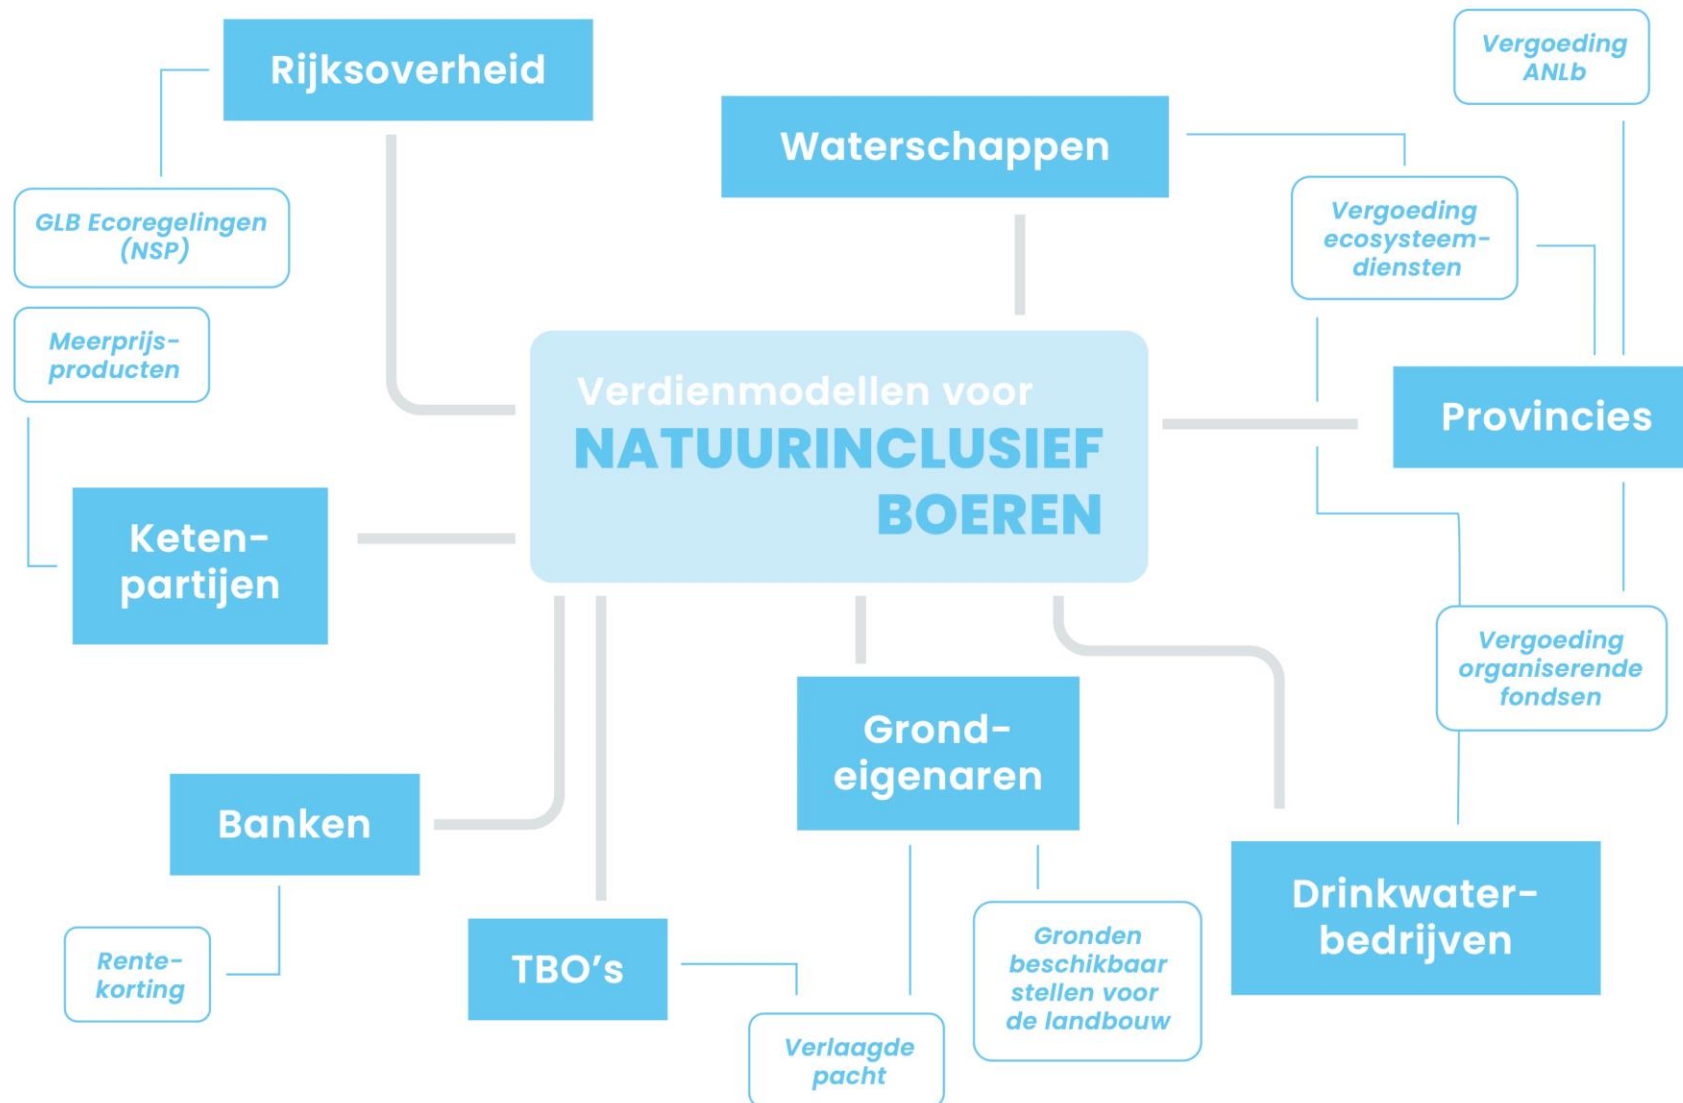 Rijksoverheid
Waterschappen
Vergoeding
ANLb
GLB Ecoregelingen
(NSP)
Vergoeding
ecosysteem-
diensten
Meerprijs-
producten
Verdienmodellen voor
NATUURINCLUSIEF
BOEREN
Provincies
Keten-
partijen
Vergoeding
organiserende
fondsen
Grond-
eigenaren
Banken
Drinkwater-
bedrijven
TBO's
Rente-
korting
Gronden
beschikbaar
stellen voor
de landbouw
Verlaagde
pacht